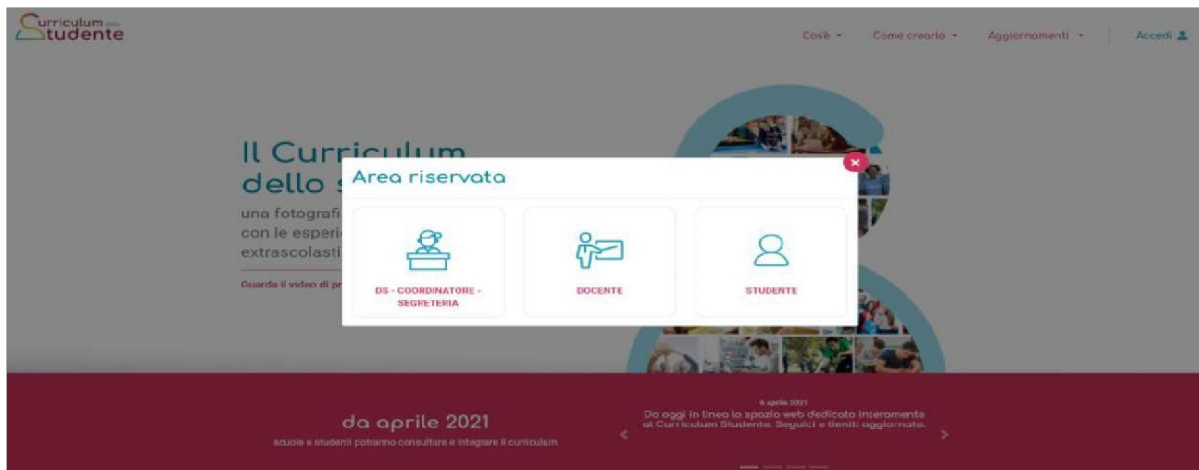 Curriculum dello
Studente
Cos'è
Come crearlo
Aggiornamenti
Accedi
Il Curriculum
dello s
una fotografi
con le esperi
extrascolasti
Guarda il video di pr
Area riservata
DS - COORDINATORE -
SEGRETERIA
DOCENTE
STUDENTE
da aprile 2021
scuole e studenti potranno consultare e integrare il curriculum
6 aprile 2021
Da oggi in linea lo spazio web dedicato interamente
al Curriculum Studente. Seguici e tieniti aggiornato.